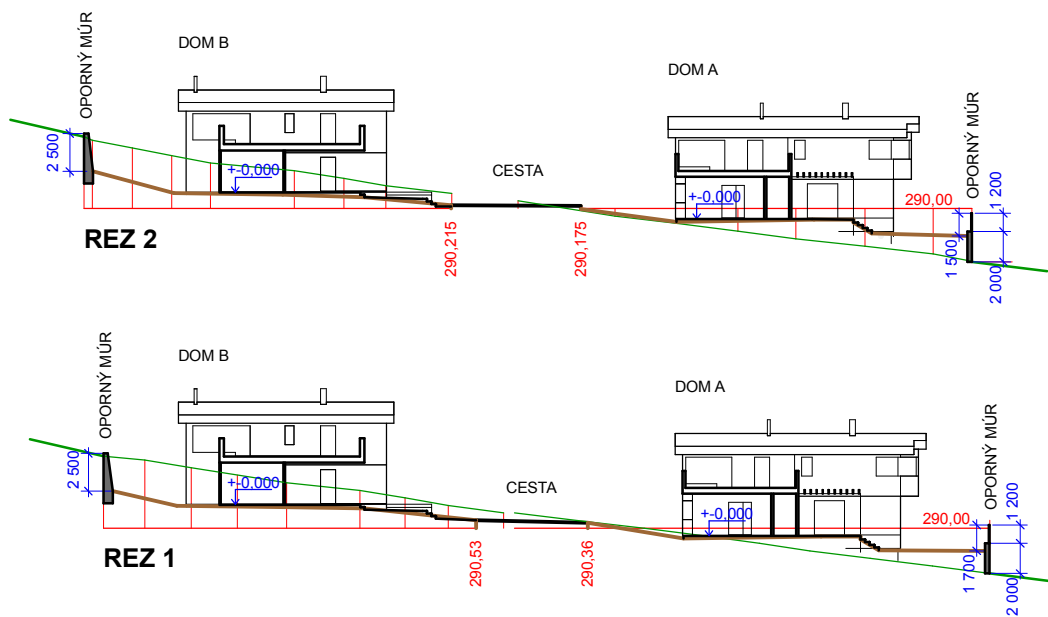 OPORNÝ MÚR
DOM B
DOM A
OPORNÝ MÚR
2 500
+-0,000
CESTA
+-0,000
290,00
1 200
REZ 2
290,215
290,175
1 500
2 000
OPORNÝ MÚR
DOM B
DOM A
OPORNÝ MÚR
2 500
+-0,000
CESTA
+-0,000
290,00
1 200
REZ 1
290,53
290,36
1 700
2 000